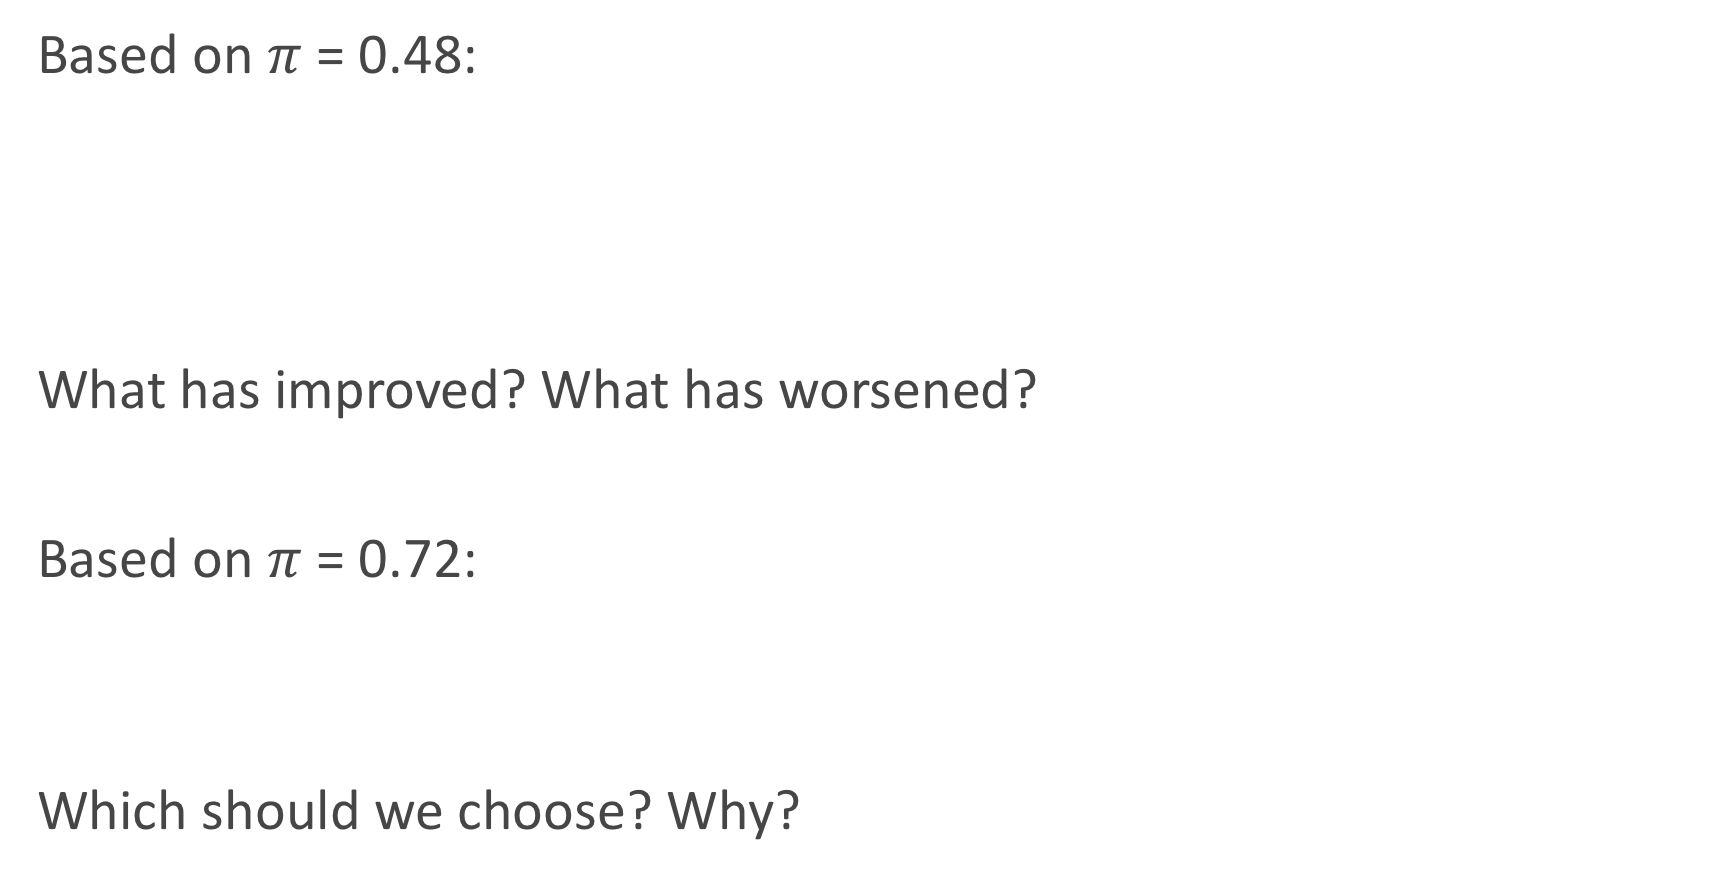 Based on 𝜋 = 0.48:
What has improved? What has worsened?
Based on 𝜋 = 0.72:
Which should we choose? Why?